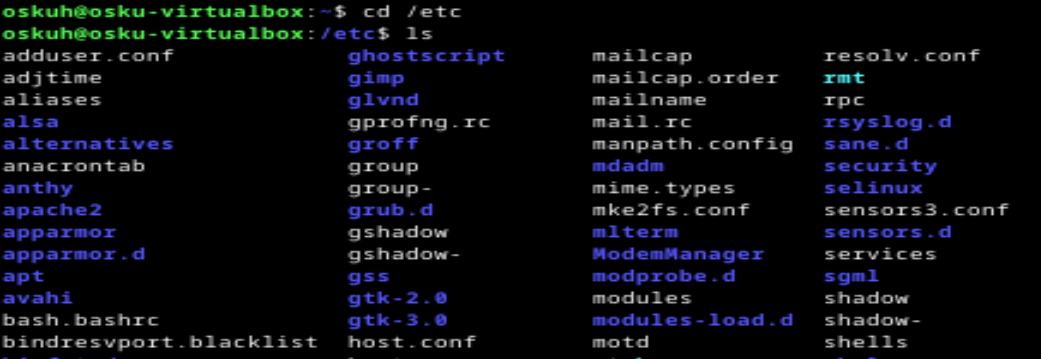 oskuh@osku-virtualbox:~$ cd /etc
oskuh@osku-virtualbox:/etc$ ls
adduser.conf ghostscript mailcap resolv.conf
adjtime gimp mailcap.order rmt
aliases glvnd mailname rpc
alsa gprofng.rc mail.rc rsyslog.d
alternatives groff manpath.config sane.d
anacrontab group mdadm security
anthy group- mime.types selinux
apache2 grub.d mke2fs.conf sensors3.conf
apparmor gshadow mlterm sensors.d
apparmor.d gshadow- ModemManager services
apt gss modprobe.d sgml
avahi gtk-2.0 modules shadow
bash.bashrc gtk-3.0 modules-load.d shadow-
bindresvport.blacklist host.conf motd shells